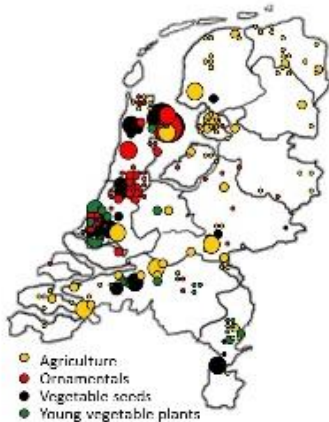 Agriculture
Ornamentals
Vegetable seeds
Young vegetable plants